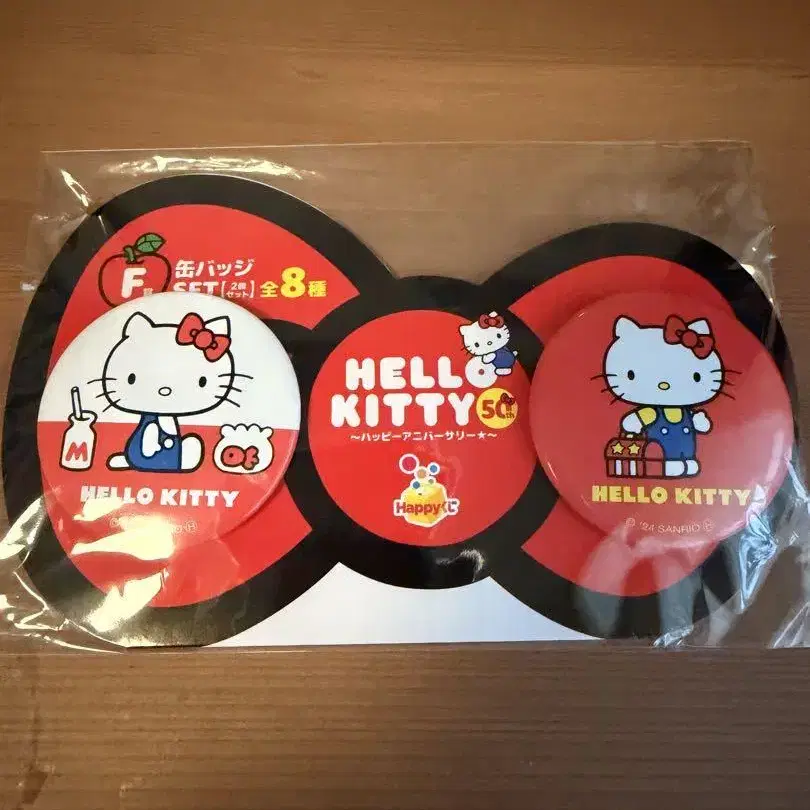 F賞
缶バッジ
SET【2個セット】全8種
HELLO
KITTY 50th
～ハッピーアニバーサリー★～
Happyくじ
M
HELLO KITTY
HELLO KITTY
© '24 SANRIO